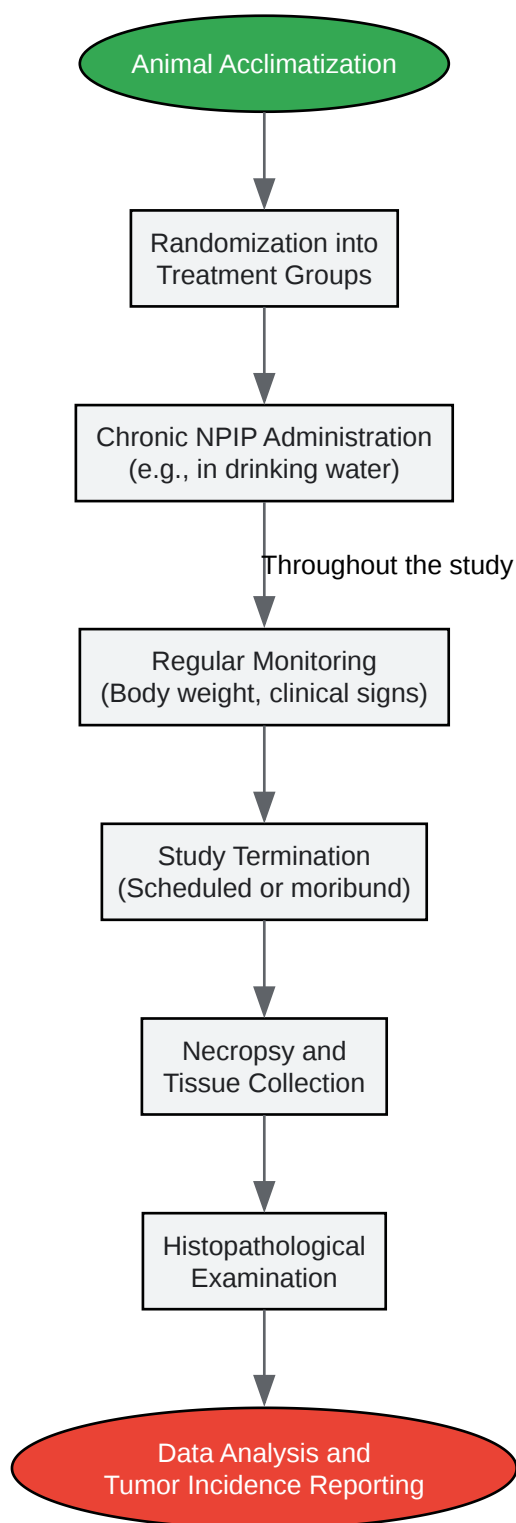 Animal Acclimatization
Randomization into
Treatment Groups
Chronic NPIP Administration
(e.g., in drinking water)
Throughout the study
Regular Monitoring
(Body weight, clinical signs)
Study Termination
(Scheduled or moribund)
Necropsy and
Tissue Collection
Histopathological
Examination
Data Analysis and
Tumor Incidence Reporting